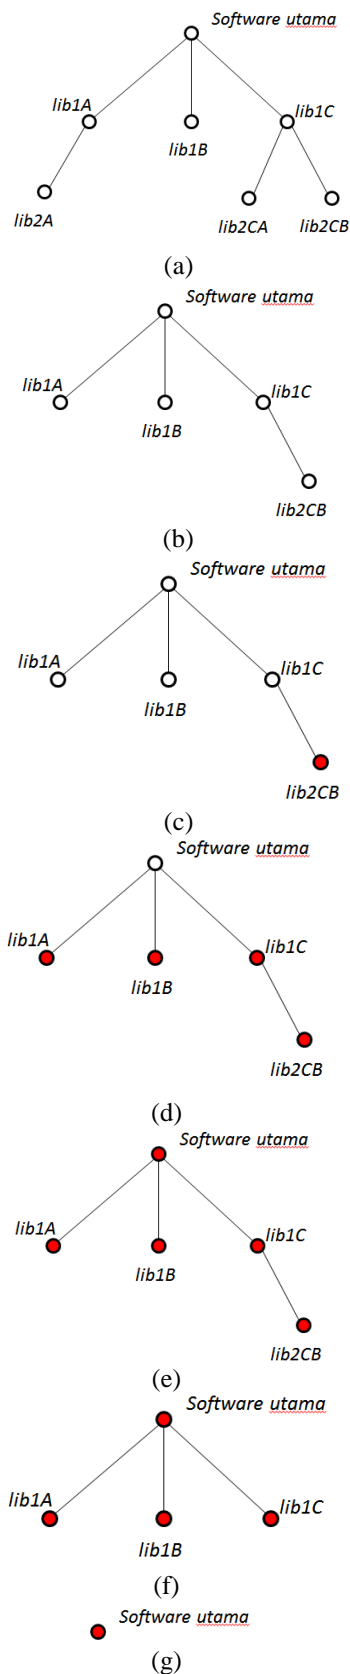 Software utama
lib1A
lib1C
lib1B
lib2A
lib2CA
lib2CB
(a)
Software utama
lib1A
lib1C
lib1B
lib2CB
(b)
Software utama
lib1A
lib1C
lib1B
lib2CB
(c)
Software utama
lib1A
lib1C
lib1B
lib2CB
(d)
Software utama
lib1A
lib1C
lib1B
lib2CB
(e)
Software utama
lib1A
lib1C
lib1B
(f)
Software utama
(g)